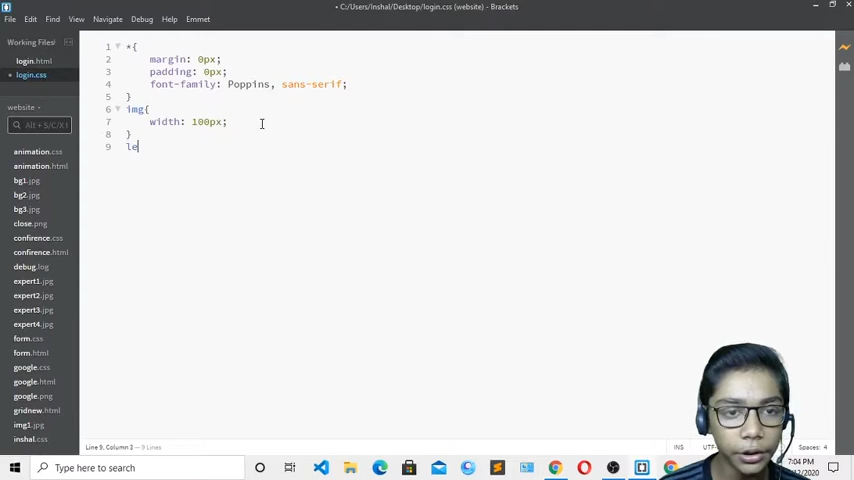 • C:/Users/Inshal/Desktop/login.css (website) - Brackets
File Edit Find View Navigate Debug Help Emmet
Working Files
login.html
• login.css
website
Alt + S/X S/X !
animation.css
animation.html
bg1.jpg
bg2.jpg
bg3.jpg
close.png
confirence.css
confirence.html
debug.log
expert1.jpg
expert2.jpg
expert3.jpg
expert4.jpg
form.css
form.html
google.css
google.html
google.png
gridnew.html
img1.jpg
inshal.css
1 *{
2 margin: 0px;
3 padding: 0px;
4 font-family: Poppins, sans-serif;
5 }
6 img{
7 width: 100px;
8 }
9 le
Line 9, Column 3 — 9 Lines
INS UTF- Spaces: 4
Type here to search
7:04 PM
/12/2020